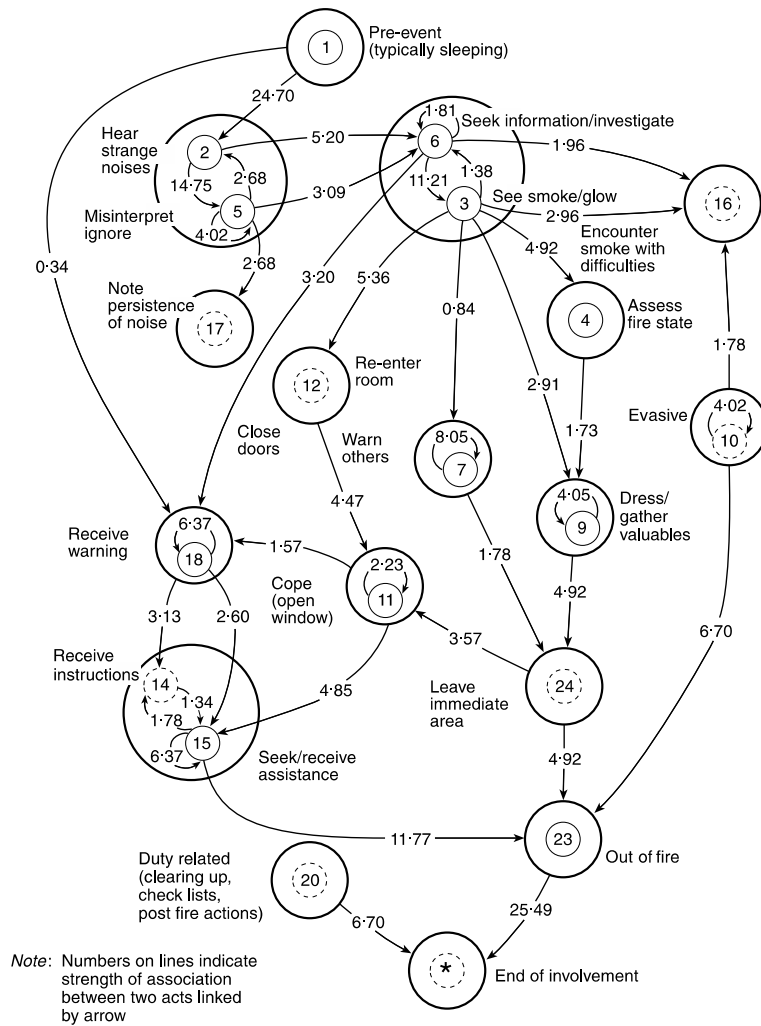 1
Pre-event
(typically sleeping)
24·70
Hear
strange
noises
2
5·20
1·81
6
Seek information/investigate
1·96
14·75
2·68
11·21
1·38
Misinterpret
ignore
5
4·02
3·09
3
See smoke/glow
2·96
16
Encounter
smoke with
difficulties
0·34
2·68
3·20
5·36
4·92
Note
persistence
of noise
17
0·84
4
Assess
fire state
1·78
12
Re-enter
room
2·91
Evasive
4·02
10
Close
doors
Warn
others
8·05
7
1·73
4·47
4·05
9
Dress/
gather
valuables
Receive
warning
6·37
18
1·57
1·78
Cope
(open
window)
2·23
11
4·92
3·13
2·60
3·57
6·70
Receive
instructions
14
1·34
1·78
15
6·37
4·85
Leave
immediate
area
24
Seek/receive
assistance
4·92
11·77
23
Out of fire
Duty related
(clearing up,
check lists,
post fire actions)
20
6·70
25·49
*
End of involvement
Note: Numbers on lines indicate
strength of association
between two acts linked
by arrow